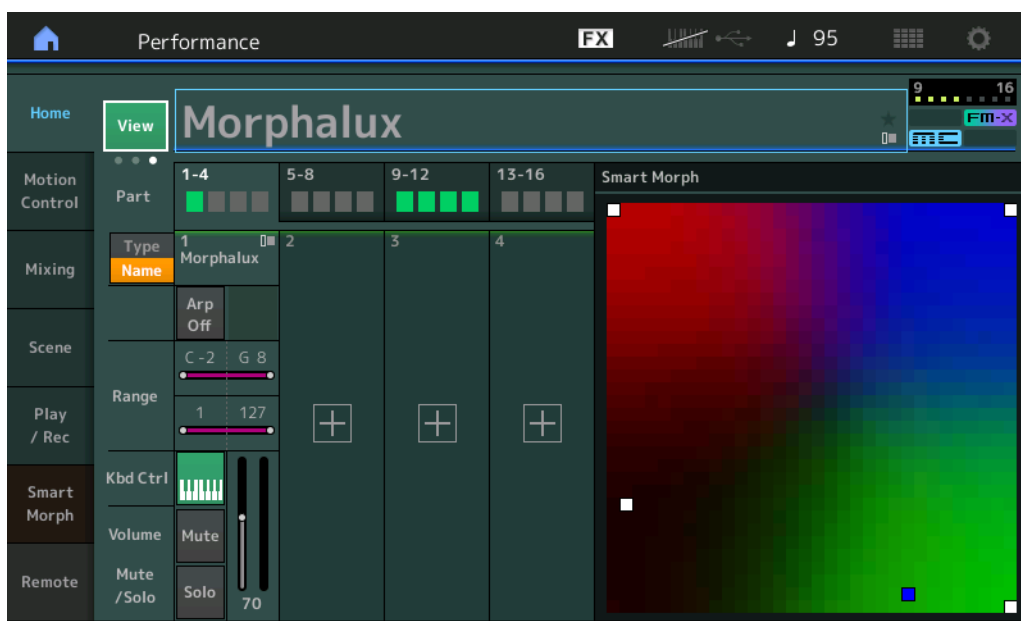 Performance
FX
♩ 95
Home
View
Morphalux
9 16
FM-X
MC
Motion
Control
Part
1-4
5-8
9-12
13-16
Smart Morph
Mixing
Type
Name
1
Morphalux
2
3
4
Arp
Off
Scene
Range
C -2 G 8
1 127
Play
/ Rec
Smart
Morph
Kbd Ctrl
Volume
Mute
Remote
Mute
/Solo
Solo
70